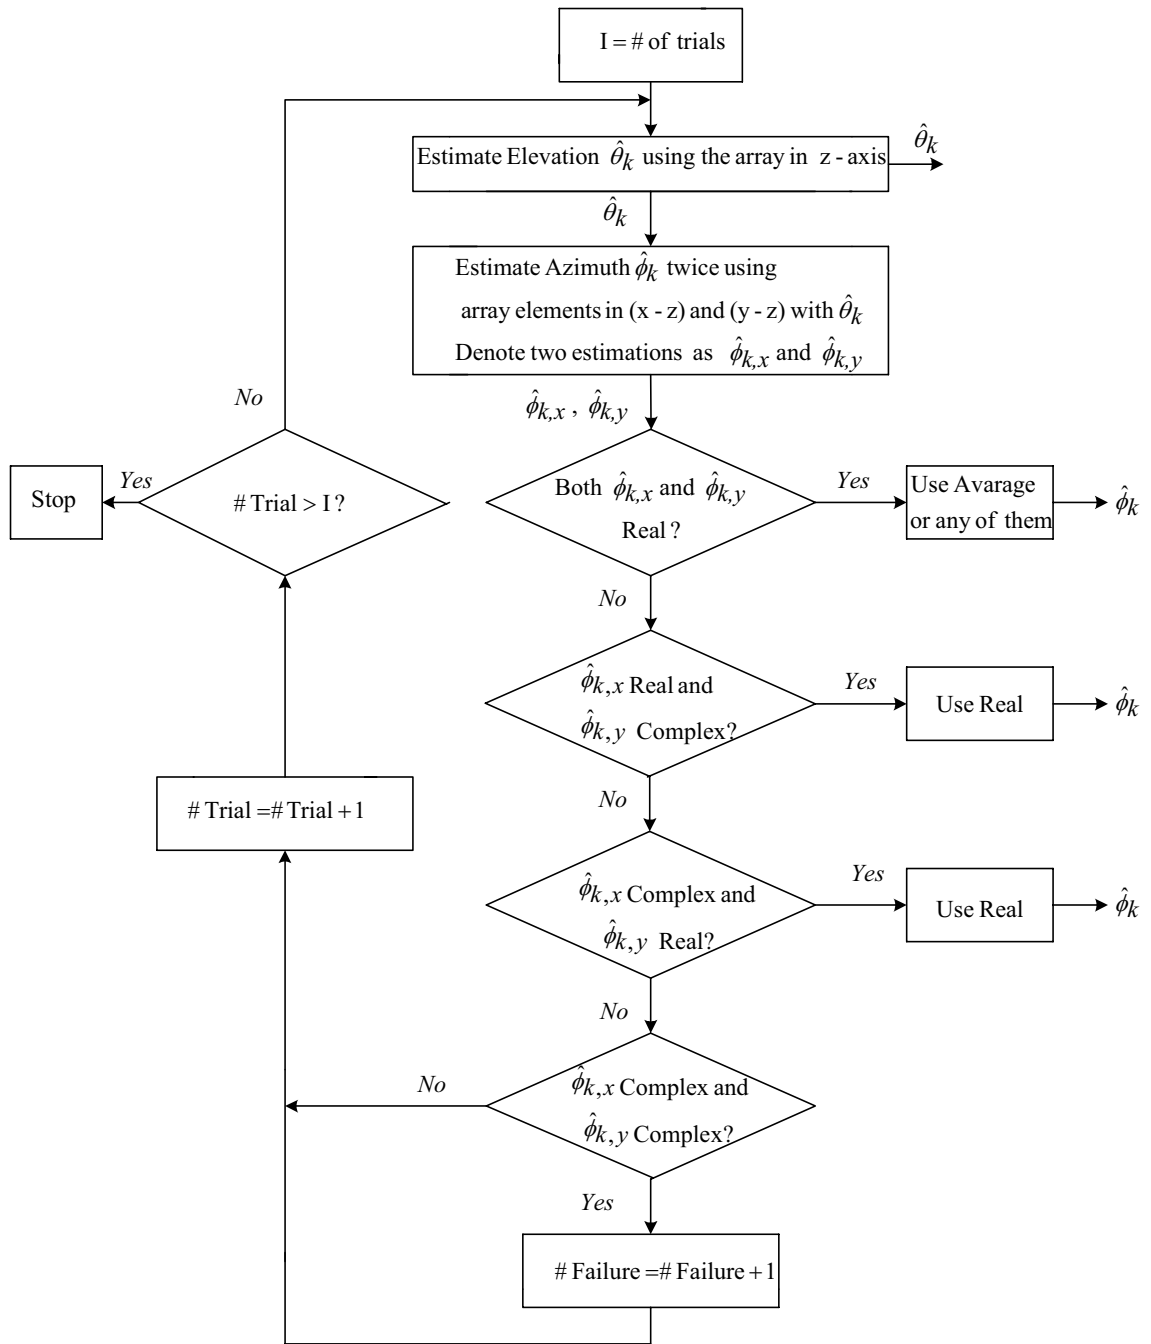 I = # of trials
Estimate Elevation θ̂k using the array in z - axis
θ̂k
θ̂k
Estimate Azimuth ϕ̂k twice using
array elements in (x - z) and (y - z) with θ̂k
Denote two estimations as ϕ̂k,x and ϕ̂k,y
ϕ̂k,x , ϕ̂k,y
No
Stop
Yes
# Trial > I ?
Both ϕ̂k,x and ϕ̂k,y
Real ?
Yes
Use Avarage
or any of them
ϕ̂k
No
ϕ̂k,x Real and
ϕ̂k,y Complex?
Yes
Use Real
ϕ̂k
No
# Trial =# Trial + 1
ϕ̂k,x Complex and
ϕ̂k,y Real?
Yes
Use Real
ϕ̂k
No
ϕ̂k,x Complex and
ϕ̂k,y Complex?
No
Yes
# Failure =# Failure + 1